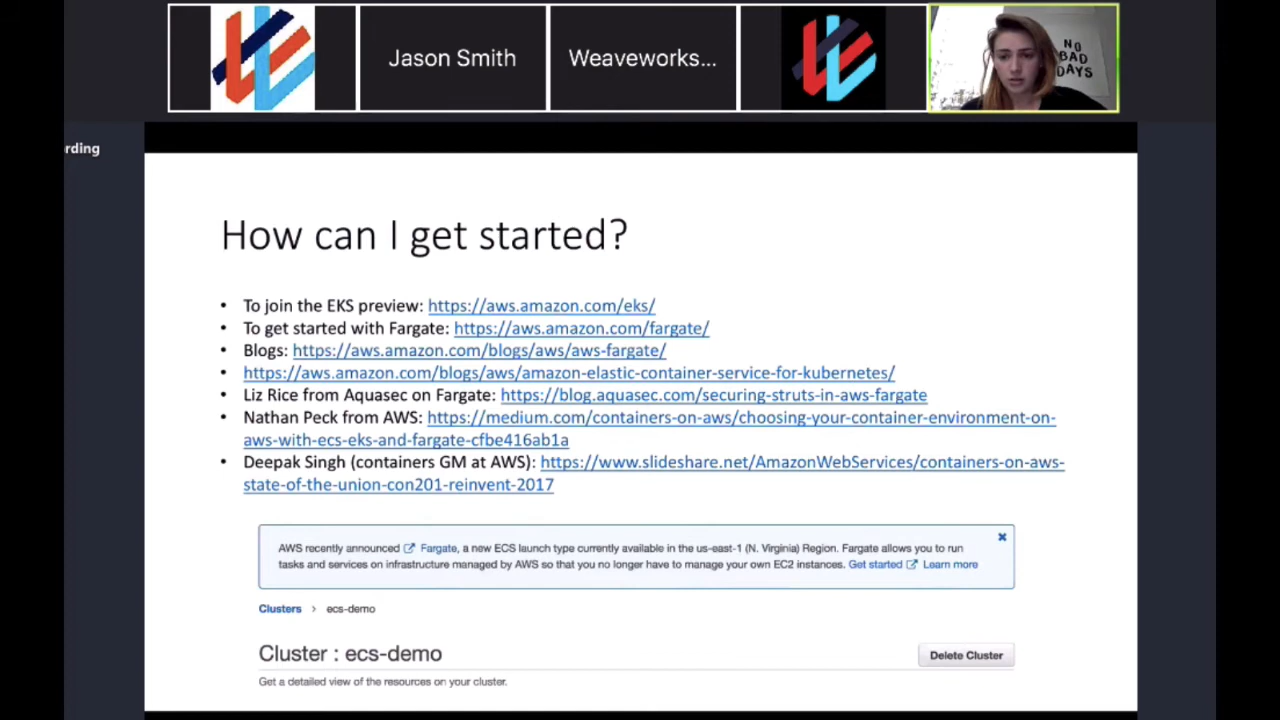 Jason Smith
Weaveworks...
NO
BAD
DAYS
rding
How can I get started?
• To join the EKS preview: https://aws.amazon.com/eks/
• To get started with Fargate: https://aws.amazon.com/fargate/
• Blogs: https://aws.amazon.com/blogs/aws/aws-fargate/
• https://aws.amazon.com/blogs/aws/amazon-elastic-container-service-for-kubernetes/
• Liz Rice from Aquasec on Fargate: https://blog.aquasec.com/securing-struts-in-aws-fargate
• Nathan Peck from AWS: https://medium.com/containers-on-aws/choosing-your-container-environment-on-
aws-with-ecs-eks-and-fargate-cfbe416ab1a
• Deepak Singh (containers GM at AWS): https://www.slideshare.net/AmazonWebServices/containers-on-aws-
state-of-the-union-con201-reinvent-2017
AWS recently announced Fargate, a new ECS launch type currently available in the us-east-1 (N. Virginia) Region. Fargate allows you to run
tasks and services on infrastructure managed by AWS so that you no longer have to manage your own EC2 instances. Get started Learn more
Clusters > ecs-demo
Cluster : ecs-demo
Delete Cluster
Get a detailed view of the resources on your cluster.